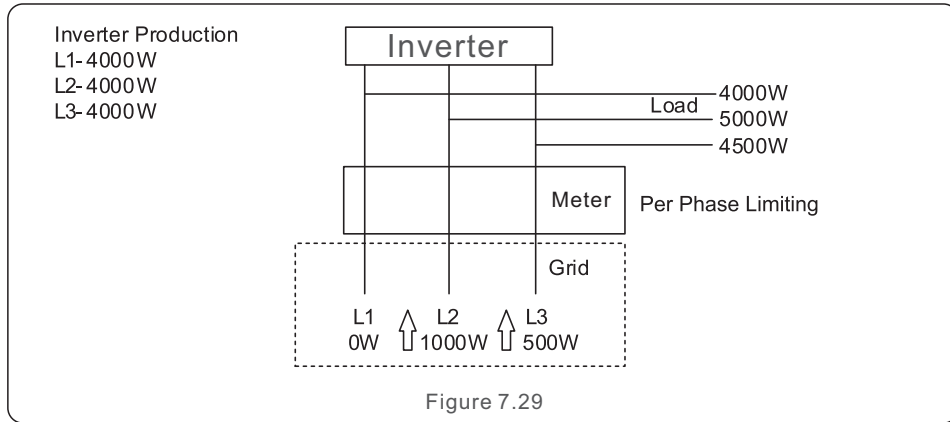 Inverter Production
L1-4000W
L2-4000W
L3-4000W
Inverter
4000W
Load
5000W
4500W
Meter
Per Phase Limiting
Grid
L1 L2 L3
0W 1000W 500W
Figure 7.29